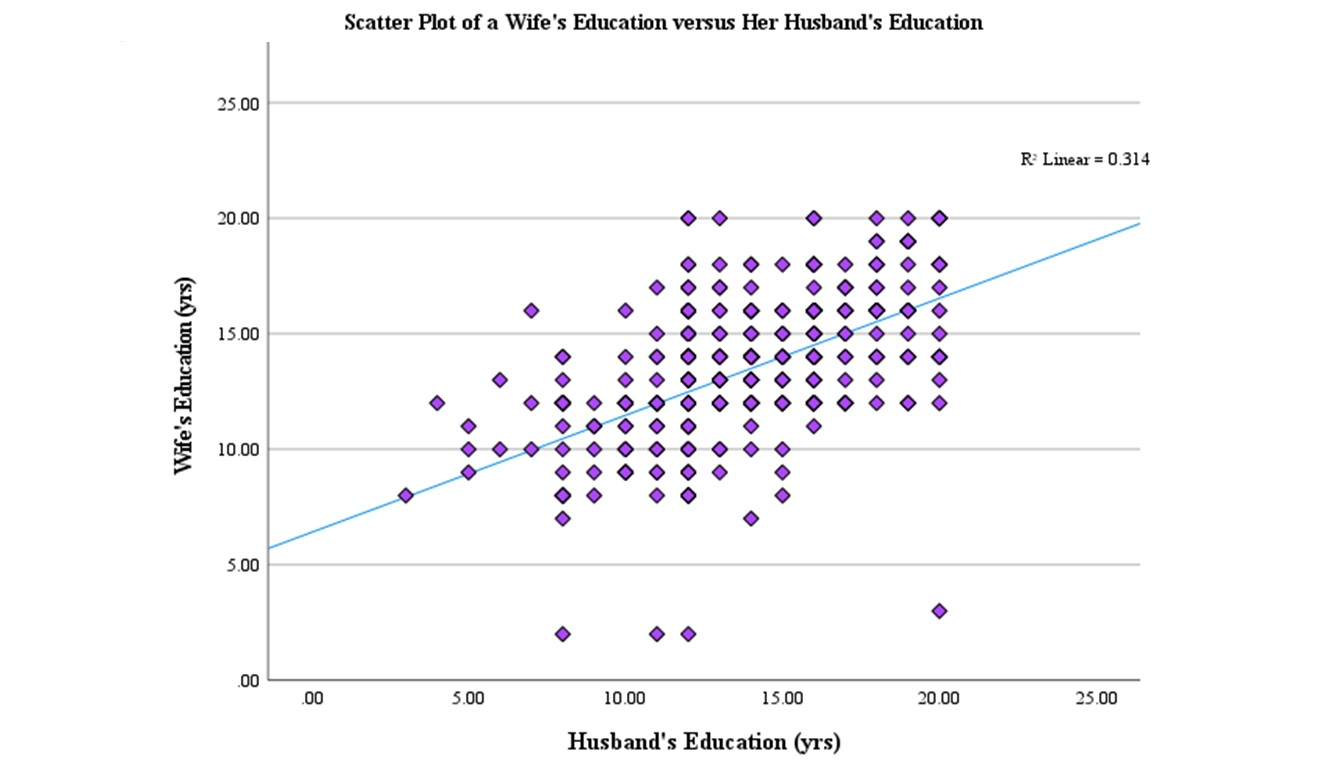 Scatter Plot of a Wife's Education versus Her Husband's Education
25.00
R² Linear = 0.314
20.00
15.00
Wife's Education (yrs)
10.00
5.00
.00
.00 5.00 10.00 15.00 20.00 25.00
Husband's Education (yrs)